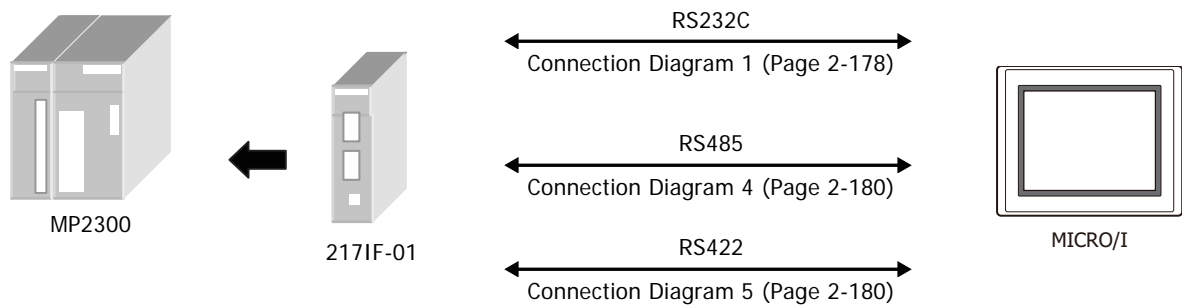 RS232C
Connection Diagram 1 (Page 2-178)
RS485
Connection Diagram 4 (Page 2-180)
MP2300
217IF-01
MICRO/I
RS422
Connection Diagram 5 (Page 2-180)